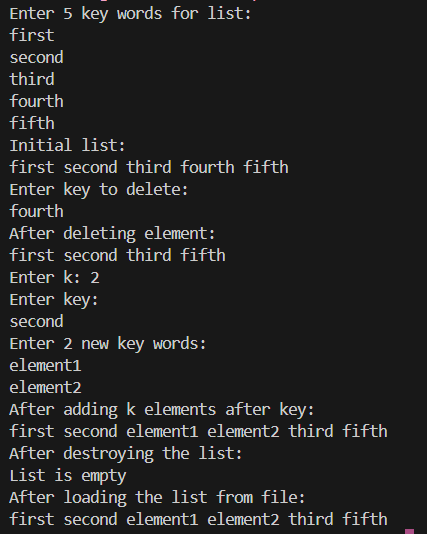 Enter 5 key words for list:
first
second
third
fourth
fifth
Initial list:
first second third fourth fifth
Enter key to delete:
fourth
After deleting element:
first second third fifth
Enter k: 2
Enter key:
second
Enter 2 new key words:
element1
element2
After adding k elements after key:
first second element1 element2 third fifth
After destroying the list:
List is empty
After loading the list from file:
first second element1 element2 third fifth